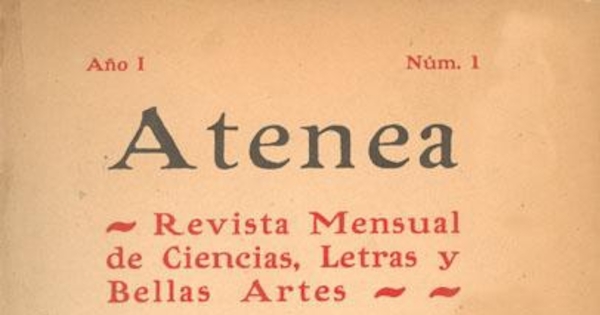 Año I Núm. 1
Atenea
~ Revista Mensual
de Ciencias, Letras y
Bellas Artes ~ ~